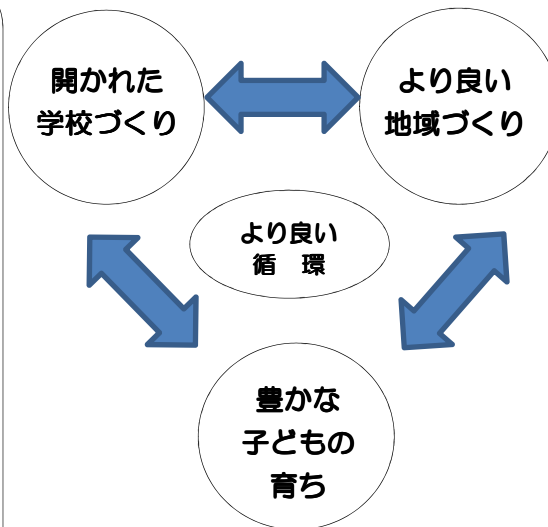 開かれた
学校づくり
より良い
地域づくり
より良い
循　環
豊かな
子どもの
育ち